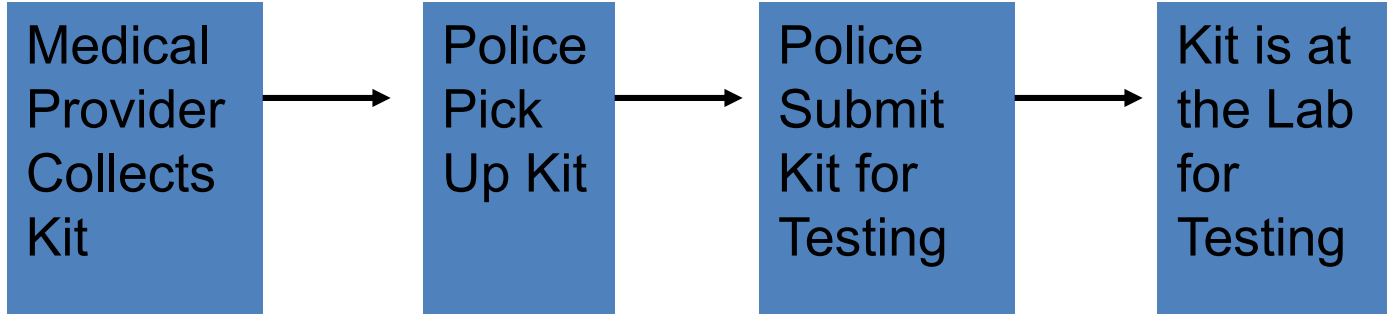 Medical
Provider
Collects
Kit
Police
Pick
Up Kit
Police
Submit
Kit for
Testing
Kit is at
the Lab
for
Testing